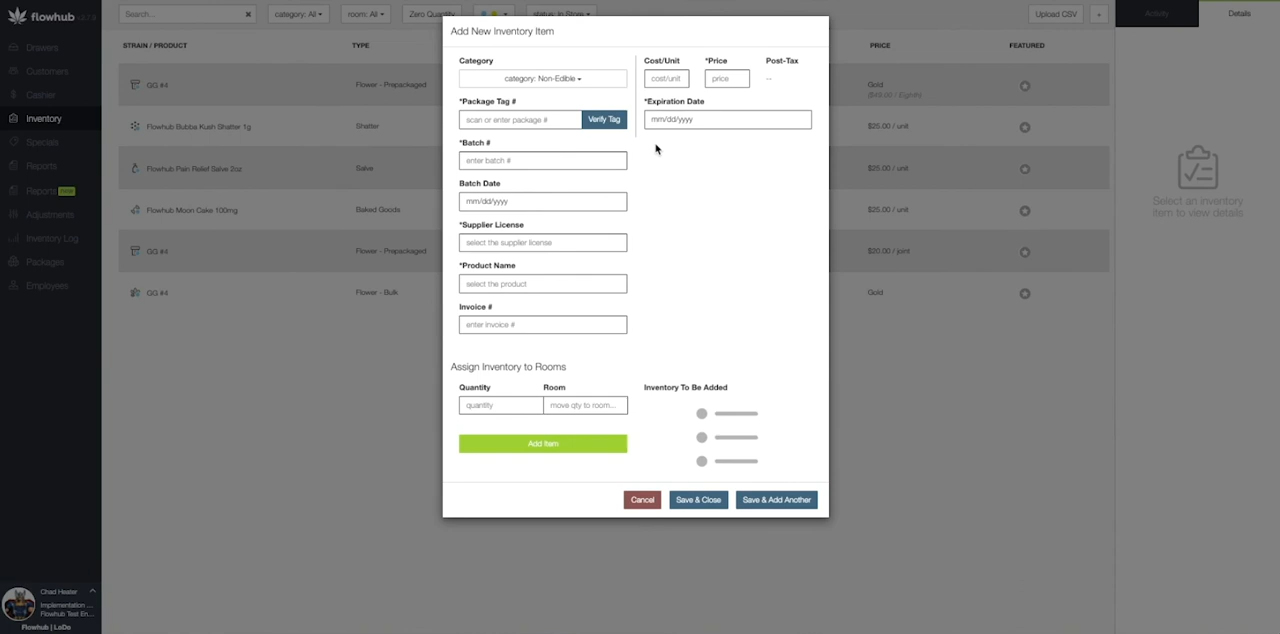 flowhub
Search...
category: All
room: All
Zero Quantity
status: In Store
Upload CSV
+
Activity
Details
Drawers
Customers
Cashier
Inventory
Specials
Reports
Reports
Adjustments
Inventory Log
Packages
Employees
STRAIN / PRODUCT
TYPE
PRICE
FEATURED
GG #4
Flower - Prepackaged
Gold
Flowhub Bubba Kush Shatter 1g
Shatter
$25.00 / unit
Flowhub Pain Relief Salve 2oz
Salve
$25.00 / unit
Flowhub Moon Cake 100mg
Baked Goods
$25.00 / unit
GG #4
Flower - Prepackaged
$20.00 / joint
GG #4
Flower - Bulk
Gold
Select an inventory
item to view details
Add New Inventory Item
Category
category: Non-Edible
*Package Tag #
scan or enter package #
Verify Tag
*Batch #
enter batch #
Batch Date
mm/dd/yyyy
*Supplier License
select the supplier license
*Product Name
select the product
Invoice #
enter invoice #
Cost/Unit
*Price
Post-Tax
cost/unit
price
--
*Expiration Date
mm/dd/yyyy
Assign Inventory to Rooms
Quantity
Room
quantity
move qty to room...
Add Item
Inventory To Be Added
Cancel
Save & Close
Save & Add Another
Chad Heater
Implementation ...
Flowhub Test En...
Flowhub | LoDo